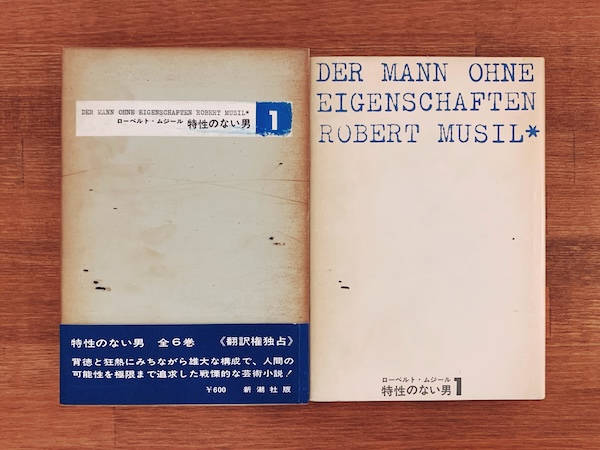 DER MANN OHNE EIGENSCHAFTEN ROBERT MUSIL*
ローベルト・ムジール 特性のない男
1
特性のない男 全6巻 《翻訳権独占》
背徳と狂熱にみちながら雄大な構成で、人間の
可能性を極限まで追求した戦慄的な芸術小説!
¥600 新潮社版
DER MANN OHNE
EIGENSCHAFTEN
ROBERT MUSIL*
ローベルト・ムジール
特性のない男 1